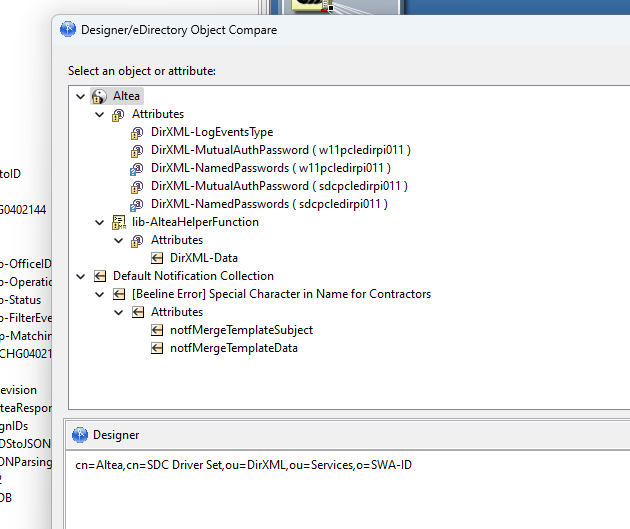 Designer/eDirectory Object Compare
Select an object or attribute:
Altea
Attributes
DirXML-LogEventsType
DirXML-MutualAuthPassword ( w11pcledirpi011 )
DirXML-NamedPasswords ( w11pcledirpi011 )
DirXML-MutualAuthPassword ( sdcpcledirpi011 )
DirXML-NamedPasswords ( sdcpcledirpi011 )
lib-AlteaHelperFunction
Attributes
DirXML-Data
Default Notification Collection
[Beeline Error] Special Character in Name for Contractors
Attributes
notfMergeTemplateSubject
notfMergeTemplateData
Designer
cn=Altea,cn=SDC Driver Set,ou=DirXML,ou=Services,o=SWA-ID
toID
G0402144
p-OfficeID
p-Operatio
p-Status
p-FilterEve
p-Matchin
CHG04021
evision
teaRespor
gnIDs
DStoJSON
ONParsing
2
DB